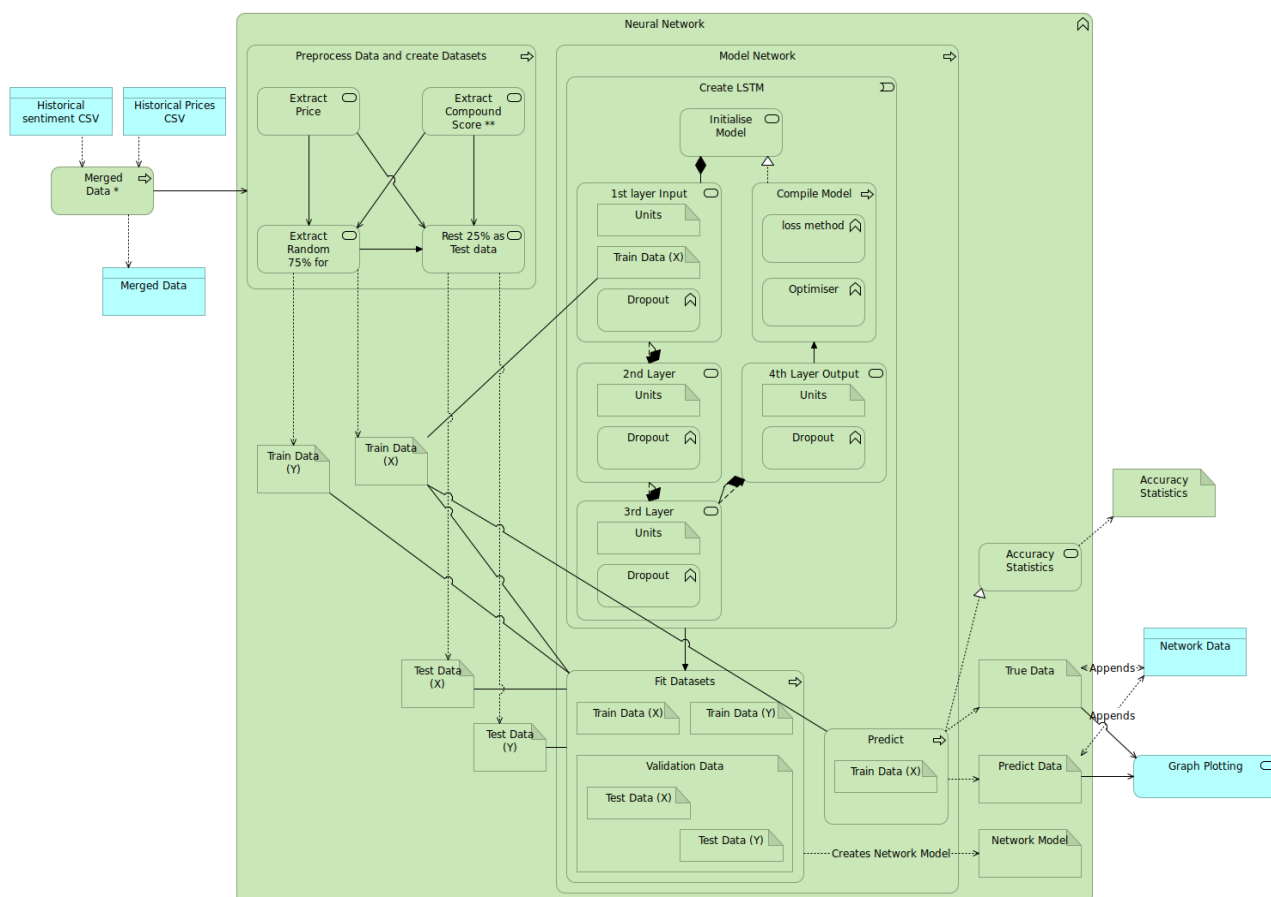 Neural Network
Preprocess Data and create Datasets
Model Network
Historical
sentiment CSV
Historical Prices
CSV
Extract
Price
Extract
Compound
Score **
Create LSTM
Initialise
Model
Merged
Data *
1st layer Input
Units
Train Data (X)
Dropout
Compile Model
loss method
Optimiser
Extract
Random
75% for
Rest 25% as
Test data
Merged Data
2nd Layer
Units
Dropout
4th Layer Output
Units
Dropout
Train Data
(Y)
Train Data
(X)
3rd Layer
Units
Dropout
Accuracy
Statistics
Accuracy
Statistics
Test Data
(X)
Fit Datasets
Train Data (X)
Train Data (Y)
True Data
Appends
Network Data
Appends
Test Data
(Y)
Predict
Train Data (X)
Validation Data
Test Data (X)
Test Data (Y)
Predict Data
Graph Plotting
Creates Network Model
Network Model